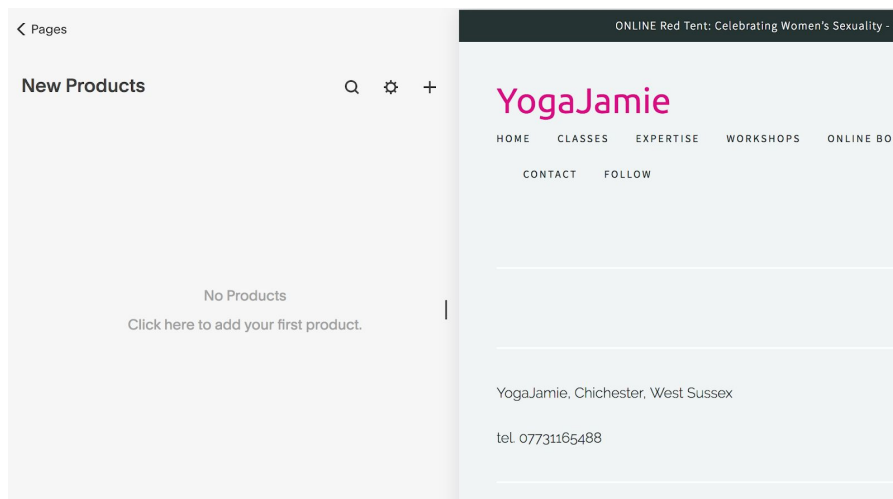 Pages
New Products
No Products
Click here to add your first product.
ONLINE Red Tent: Celebrating Women's Sexuality -
YogaJamie
HOME CLASSES EXPERTISE WORKSHOPS ONLINE BO
CONTACT FOLLOW
YogaJamie, Chichester, West Sussex
tel. 07731165488